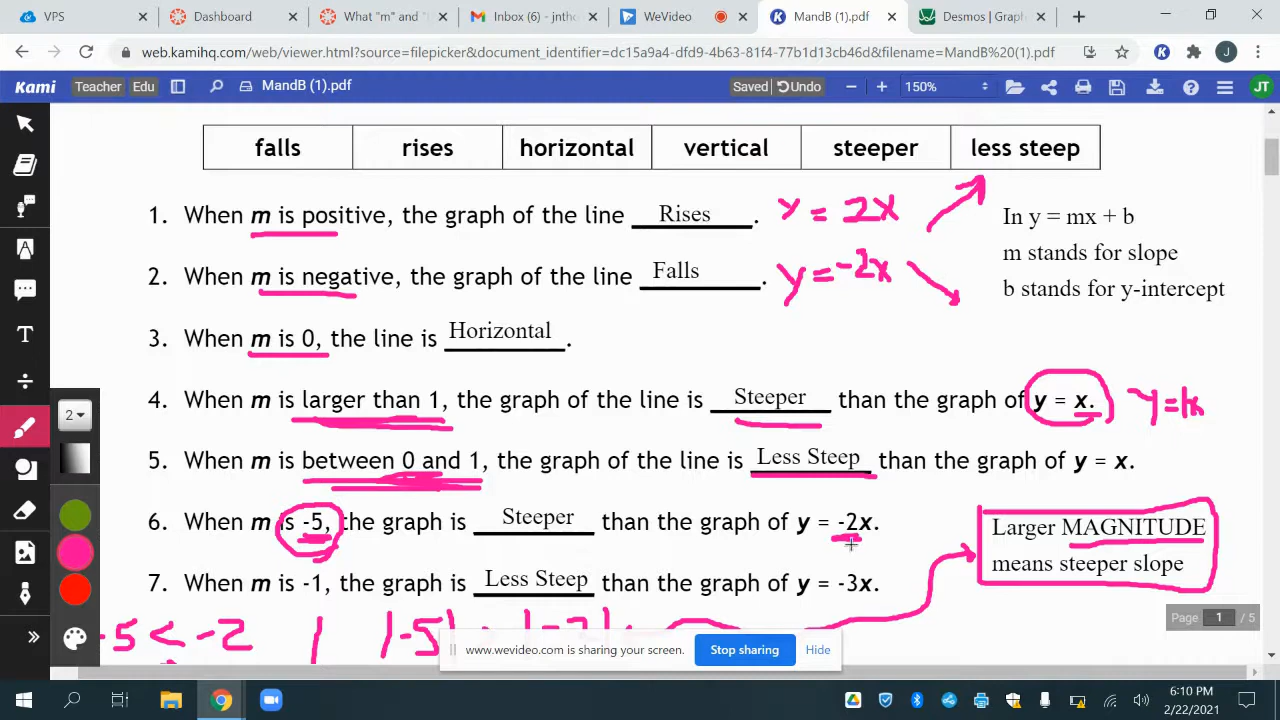 VPS
Dashboard
What "m" and "
Inbox (6) - jntho
WeVideo
MandB (1).pdf
Desmos | Graph
web.kamihq.com/web/viewer.html?source=filepicker&document_identifier=dc15a9a4-dfd9-4b63-81f4-77b1d13cb46d&filename=MandB%20(1).pdf
Kami Teacher Edu MandB (1).pdf Saved Undo 150% JT
falls rises horizontal vertical steeper less steep
1. When m is positive, the graph of the line Rises. y = 2x
In y = mx + b
m stands for slope
b stands for y-intercept
2. When m is negative, the graph of the line Falls. y = -2x
3. When m is 0, the line is Horizontal.
4. When m is larger than 1, the graph of the line is Steeper than the graph of y = x. y = 1x
5. When m is between 0 and 1, the graph of the line is Less Steep than the graph of y = x.
6. When m is -5, the graph is Steeper than the graph of y = -2x.
Larger MAGNITUDE
means steeper slope
7. When m is -1, the graph is Less Steep than the graph of y = -3x.
-5 < -2 |-5| > |-2|
Page 1 / 5
www.wevideo.com is sharing your screen. Stop sharing Hide
2
6:10 PM
2/22/2021